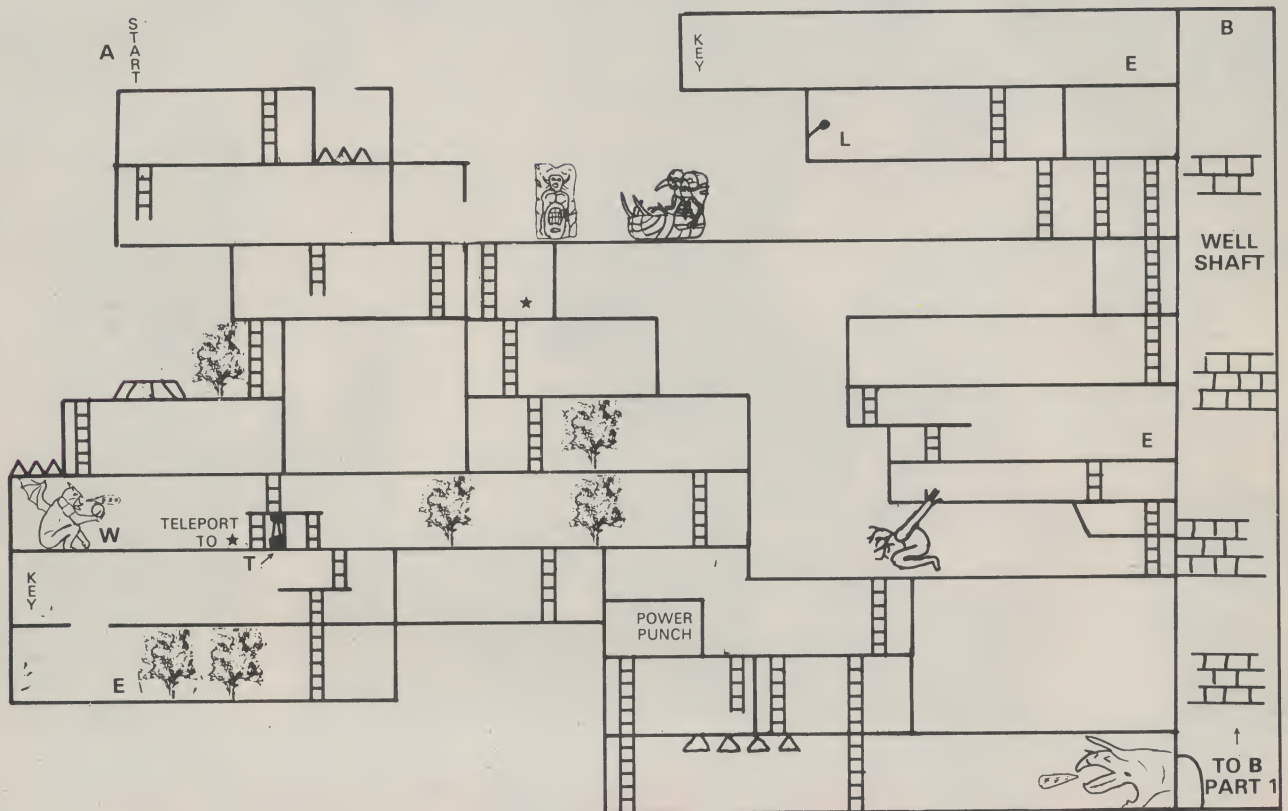 A
START
KEY
E
B
L
WELL
SHAFT
★
E
W
TELEPORT
TO ★
T
KEY
E
POWER
PUNCH
TO B
PART 1